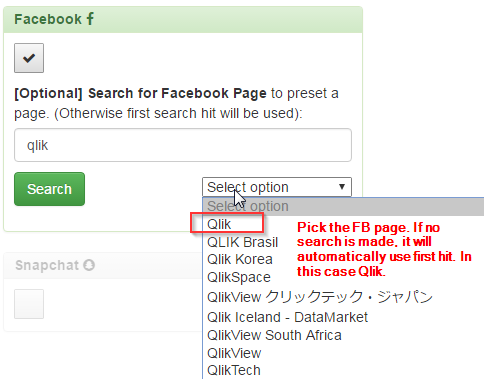 Facebook
[Optional] Search for Facebook Page to preset a
page. (Otherwise first search hit will be used):
qlik
Search
Select option
Select option
Qlik
QLIK Brasil
Qlik Korea
QlikSpace
QlikView クリックテック・ジャパン
Qlik Iceland - DataMarket
QlikView South Africa
QlikView
QlikTech
Pick the FB page. If no
search is made, it will
automatically use first hit. In
this case Qlik.
Snapchat